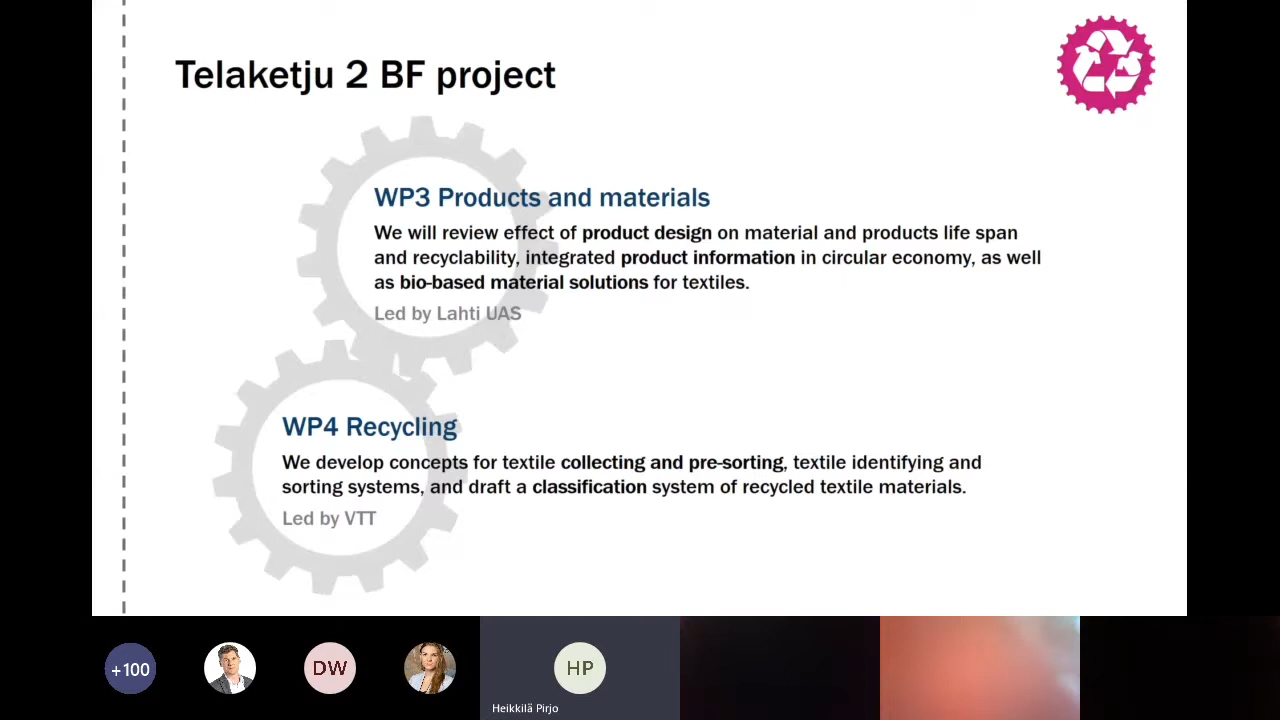 Telaketju 2 BF project
WP3 Products and materials
We will review effect of product design on material and products life span
and recyclability, integrated product information in circular economy, as well
as bio-based material solutions for textiles.
Led by Lahti UAS
WP4 Recycling
We develop concepts for textile collecting and pre-sorting, textile identifying and
sorting systems, and draft a classification system of recycled textile materials.
Led by VTT
+100
DW
HP
Heikkilä Pirjo